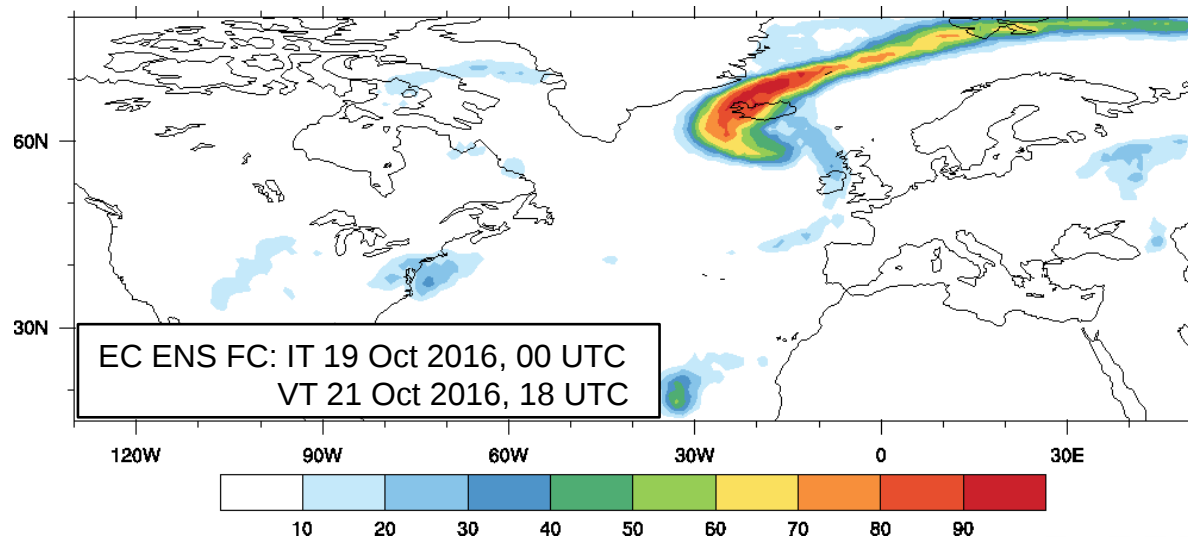 60N
30N
EC ENS FC: IT 19 Oct 2016, 00 UTC
VT 21 Oct 2016, 18 UTC
120W 90W 60W 30W 0 30E
10 20 30 40 50 60 70 80 90